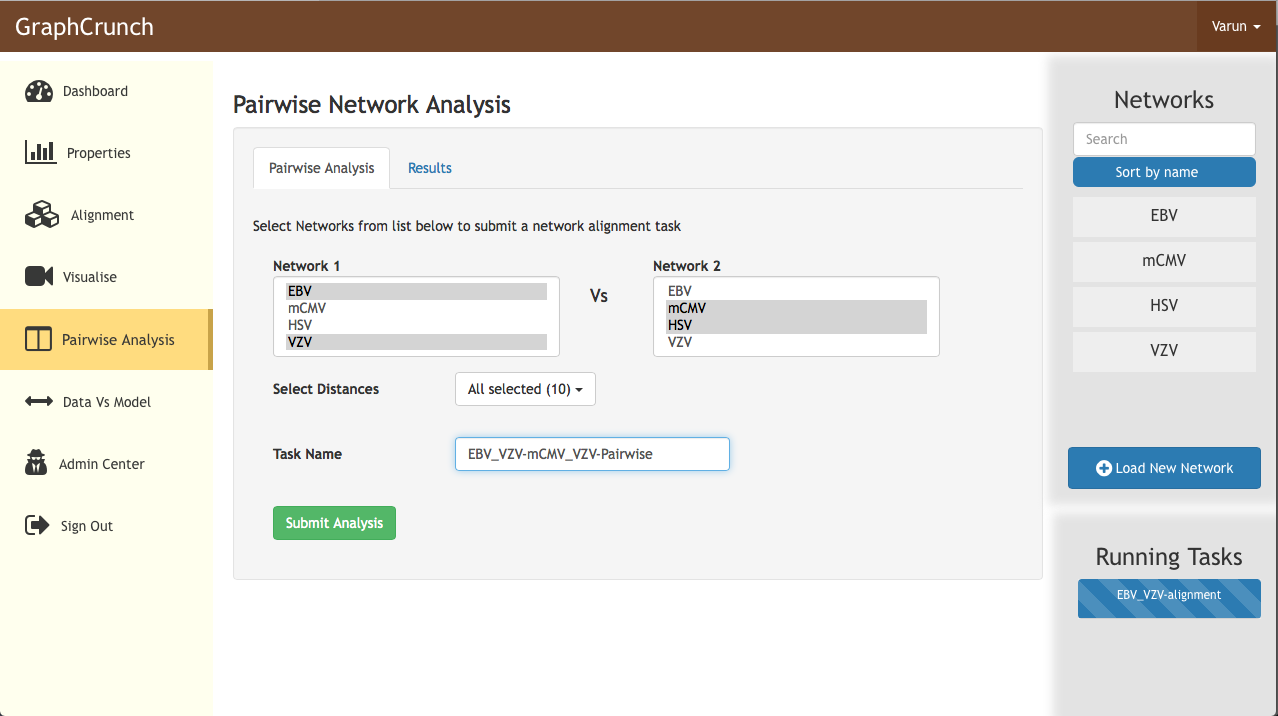 GraphCrunch
Varun
Dashboard
Properties
Alignment
Visualise
Pairwise Analysis
Data Vs Model
Admin Center
Sign Out
Pairwise Network Analysis
Pairwise Analysis Results
Select Networks from list below to submit a network alignment task
Network 1
EBV
mCMV
HSV
VZV
Vs
Network 2
EBV
mCMV
HSV
VZV
Select Distances All selected (10)
Task Name EBV_VZV-mCMV_VZV-Pairwise
Submit Analysis
Networks
Search
Sort by name
EBV
mCMV
HSV
VZV
Load New Network
Running Tasks
EBV_VZV-alignment